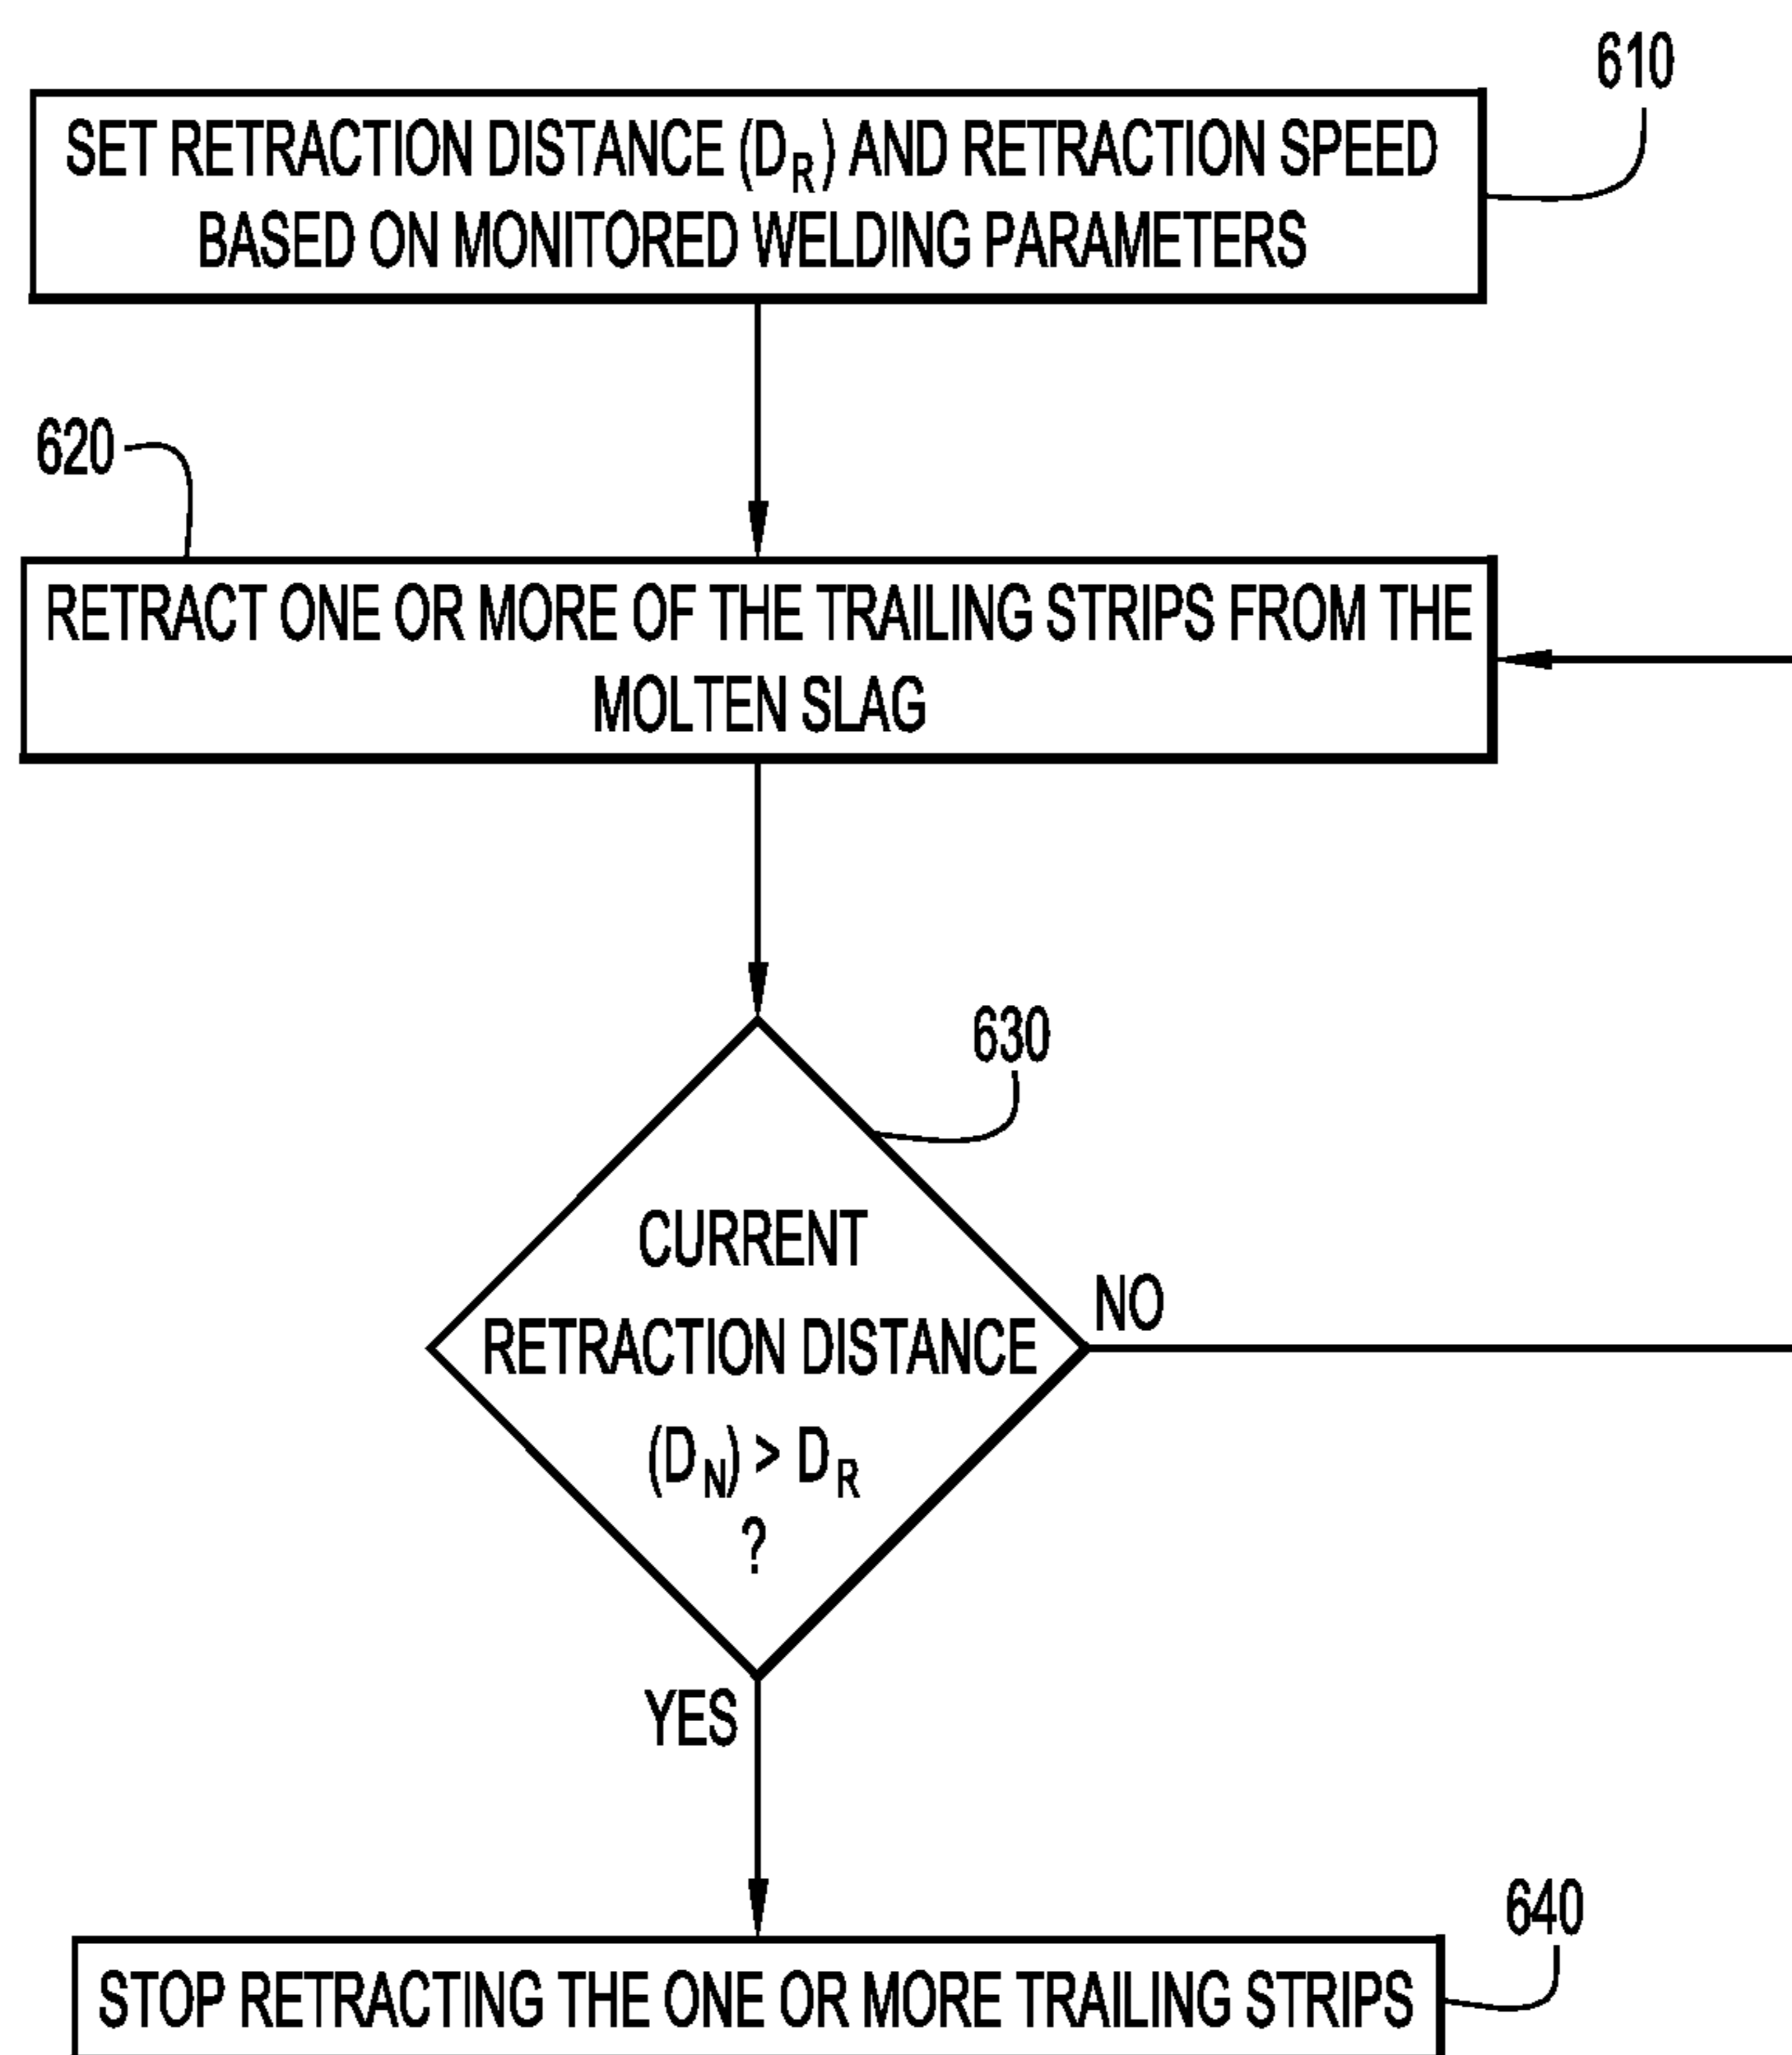 610
SET RETRACTION DISTANCE (DR) AND RETRACTION SPEED
BASED ON MONITORED WELDING PARAMETERS
620
RETRACT ONE OR MORE OF THE TRAILING STRIPS FROM THE
MOLTEN SLAG
630
CURRENT
RETRACTION DISTANCE
(DN) > DR
?
NO
YES
640
STOP RETRACTING THE ONE OR MORE TRAILING STRIPS